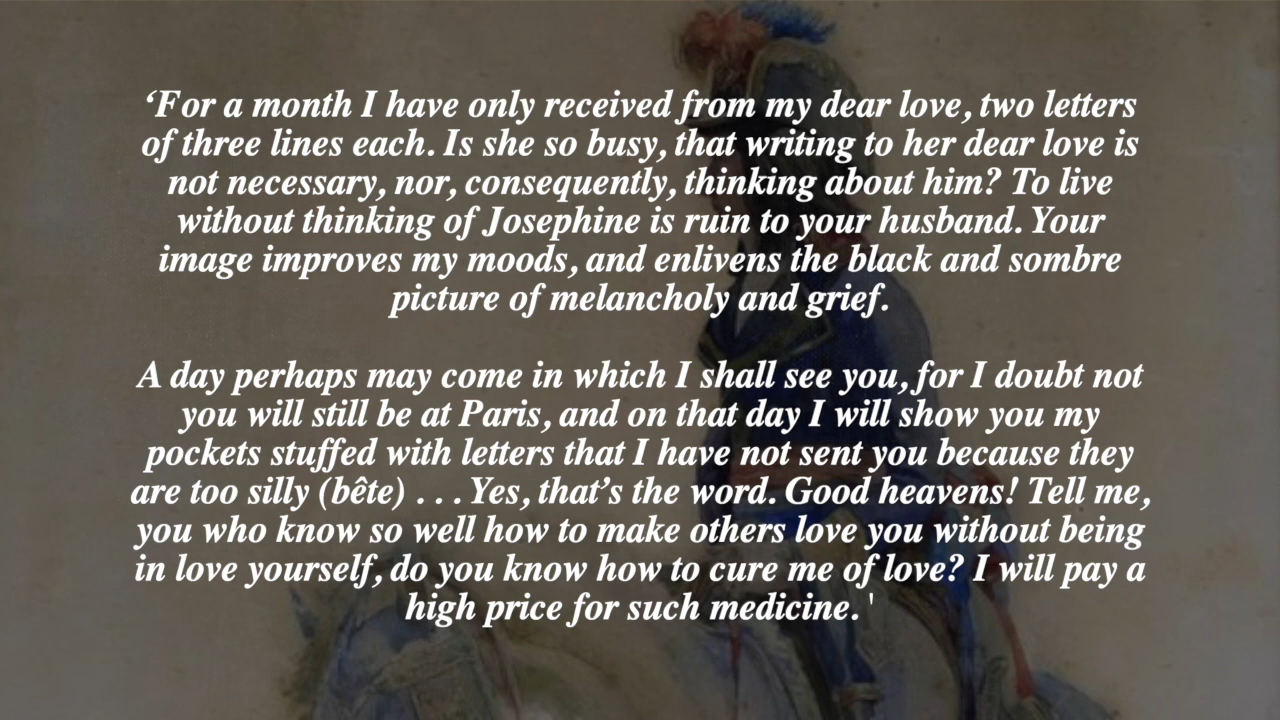 ‘For a month I have only received from my dear love, two letters
of three lines each. Is she so busy, that writing to her dear love is
not necessary, nor, consequently, thinking about him? To live
without thinking of Josephine is ruin to your husband. Your
image improves my moods, and enlivens the black and sombre
picture of melancholy and grief.
A day perhaps may come in which I shall see you, for I doubt not
you will still be at Paris, and on that day I will show you my
pockets stuffed with letters that I have not sent you because they
are too silly (bête) . . . Yes, that’s the word. Good heavens! Tell me,
you who know so well how to make others love you without being
in love yourself, do you know how to cure me of love? I will pay a
high price for such medicine. '